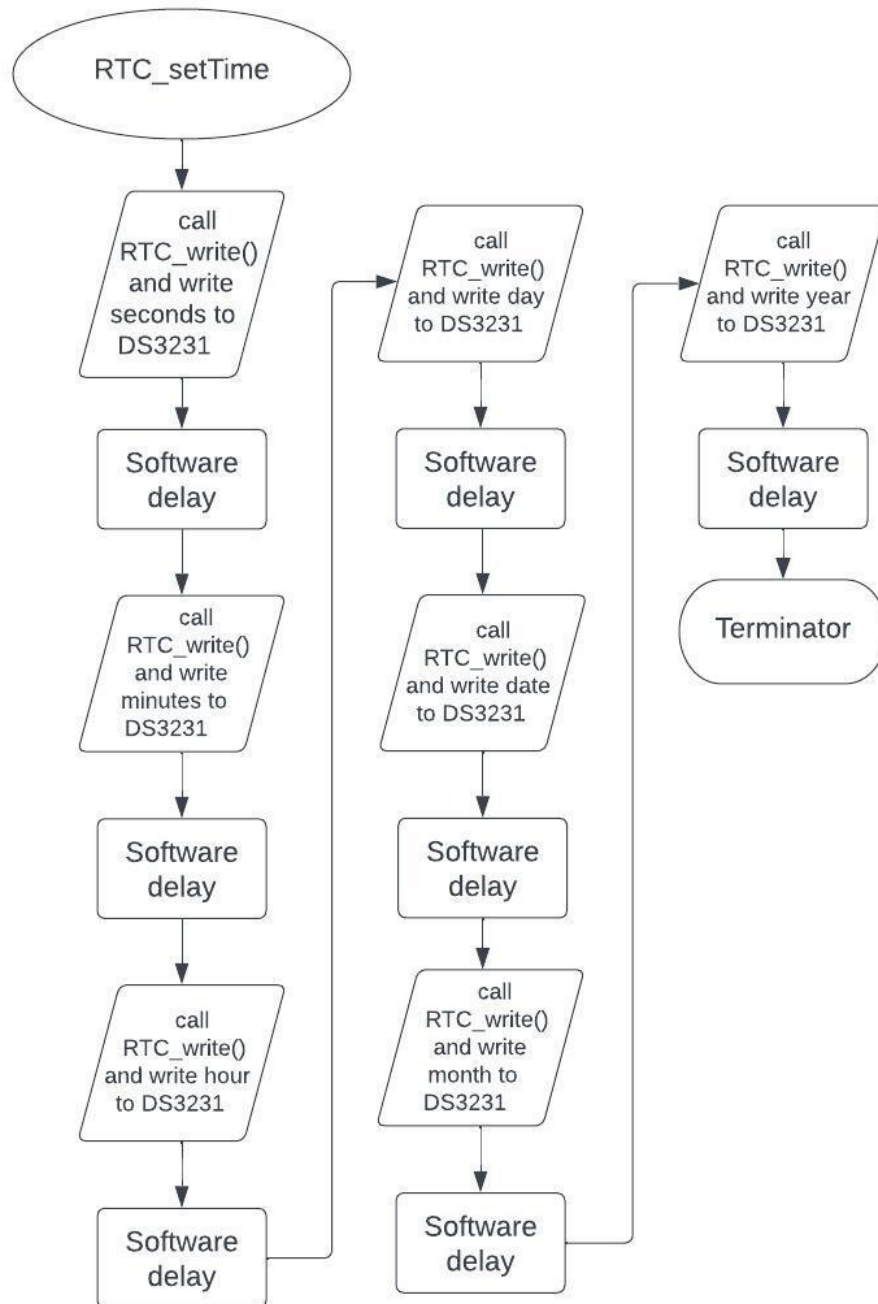 RTC_setTime
call
RTC_write()
and write
seconds to
DS3231
Software
delay
call
RTC_write()
and write
minutes to
DS3231
Software
delay
call
RTC_write()
and write hour
to DS3231
Software
delay
call
RTC_write()
and write day
to DS3231
Software
delay
call
RTC_write()
and write date
to DS3231
Software
delay
call
RTC_write()
and write
month to
DS3231
Software
delay
call
RTC_write()
and write year
to DS3231
Software
delay
Terminator